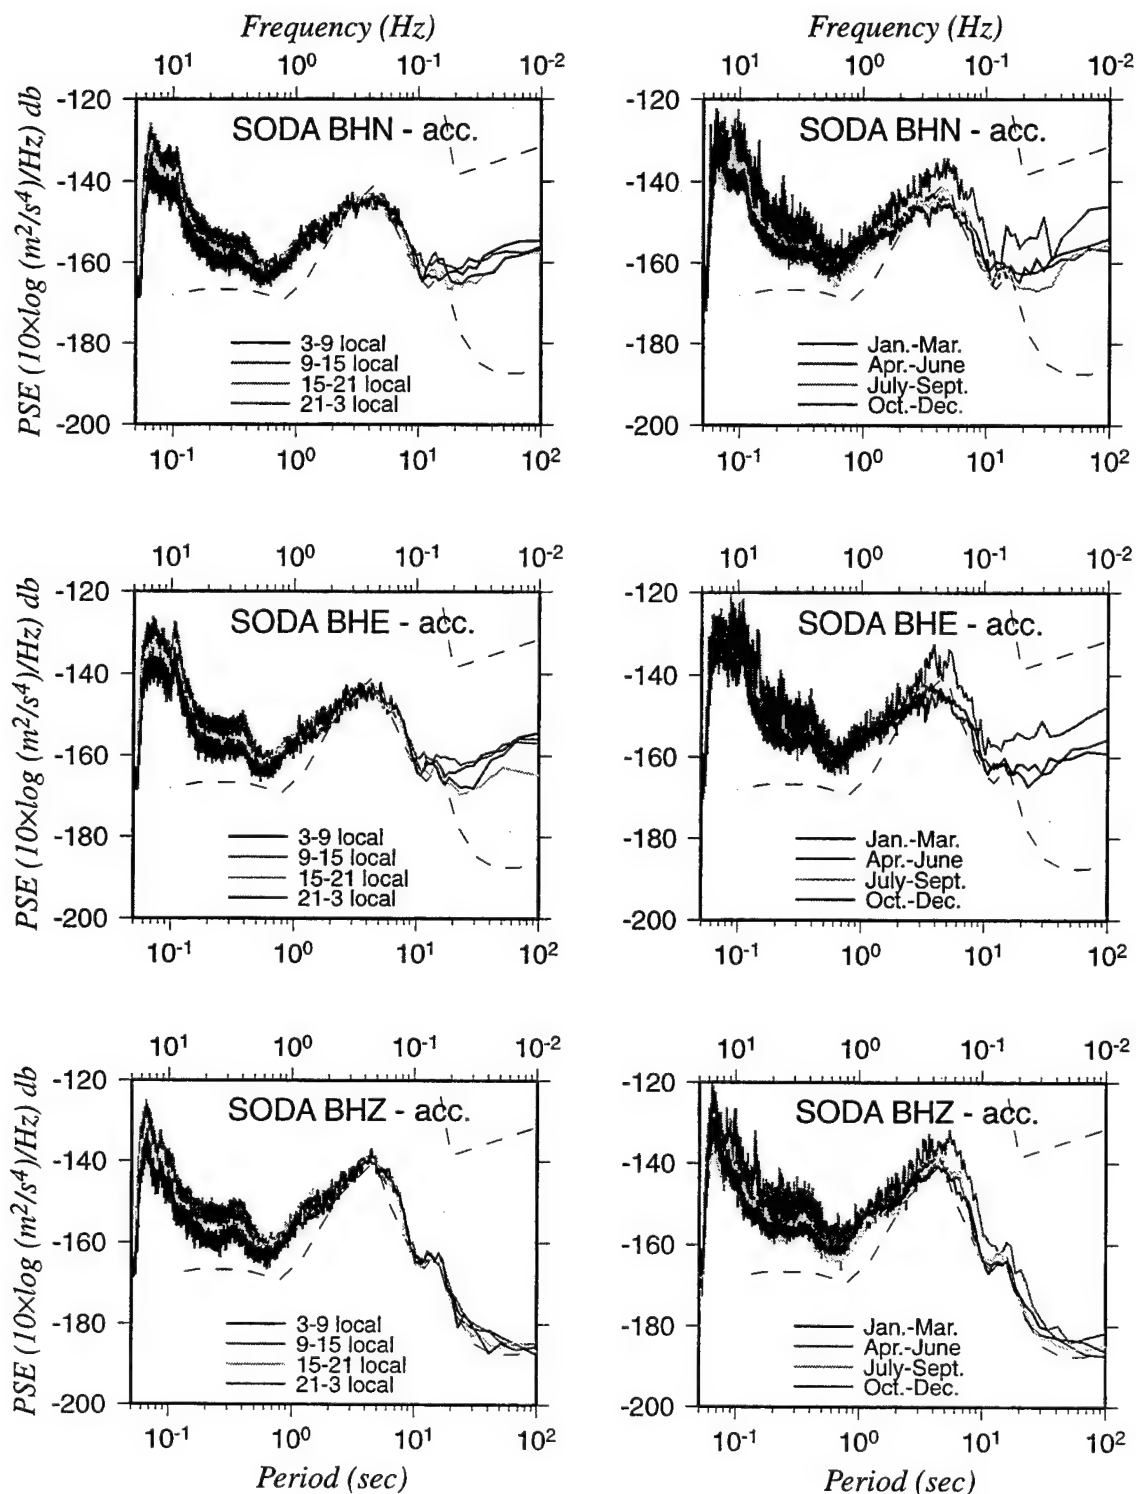 Frequency (Hz)
Frequency (Hz)
10¹ 10⁰ 10⁻¹ 10⁻²
10¹ 10⁰ 10⁻¹ 10⁻²
PSE (10×log (m²/s⁴)/Hz) db
-120
-140
-160
-180
-200
SODA BHN - acc.
3-9 local
9-15 local
15-21 local
21-3 local
10⁻¹ 10⁰ 10¹ 10²
-120
-140
-160
-180
-200
SODA BHN - acc.
Jan.-Mar.
Apr.-June
July-Sept.
Oct.-Dec.
10⁻¹ 10⁰ 10¹ 10²
10¹ 10⁰ 10⁻¹ 10⁻²
10¹ 10⁰ 10⁻¹ 10⁻²
PSE (10×log (m²/s⁴)/Hz) db
-120
-140
-160
-180
-200
SODA BHE - acc.
3-9 local
9-15 local
15-21 local
21-3 local
10⁻¹ 10⁰ 10¹ 10²
-120
-140
-160
-180
-200
SODA BHE - acc.
Jan.-Mar.
Apr.-June
July-Sept.
Oct.-Dec.
10⁻¹ 10⁰ 10¹ 10²
10¹ 10⁰ 10⁻¹ 10⁻²
10¹ 10⁰ 10⁻¹ 10⁻²
PSE (10×log (m²/s⁴)/Hz) db
-120
-140
-160
-180
-200
SODA BHZ - acc.
3-9 local
9-15 local
15-21 local
21-3 local
10⁻¹ 10⁰ 10¹ 10²
Period (sec)
-120
-140
-160
-180
-200
SODA BHZ - acc.
Jan.-Mar.
Apr.-June
July-Sept.
Oct.-Dec.
10⁻¹ 10⁰ 10¹ 10²
Period (sec)